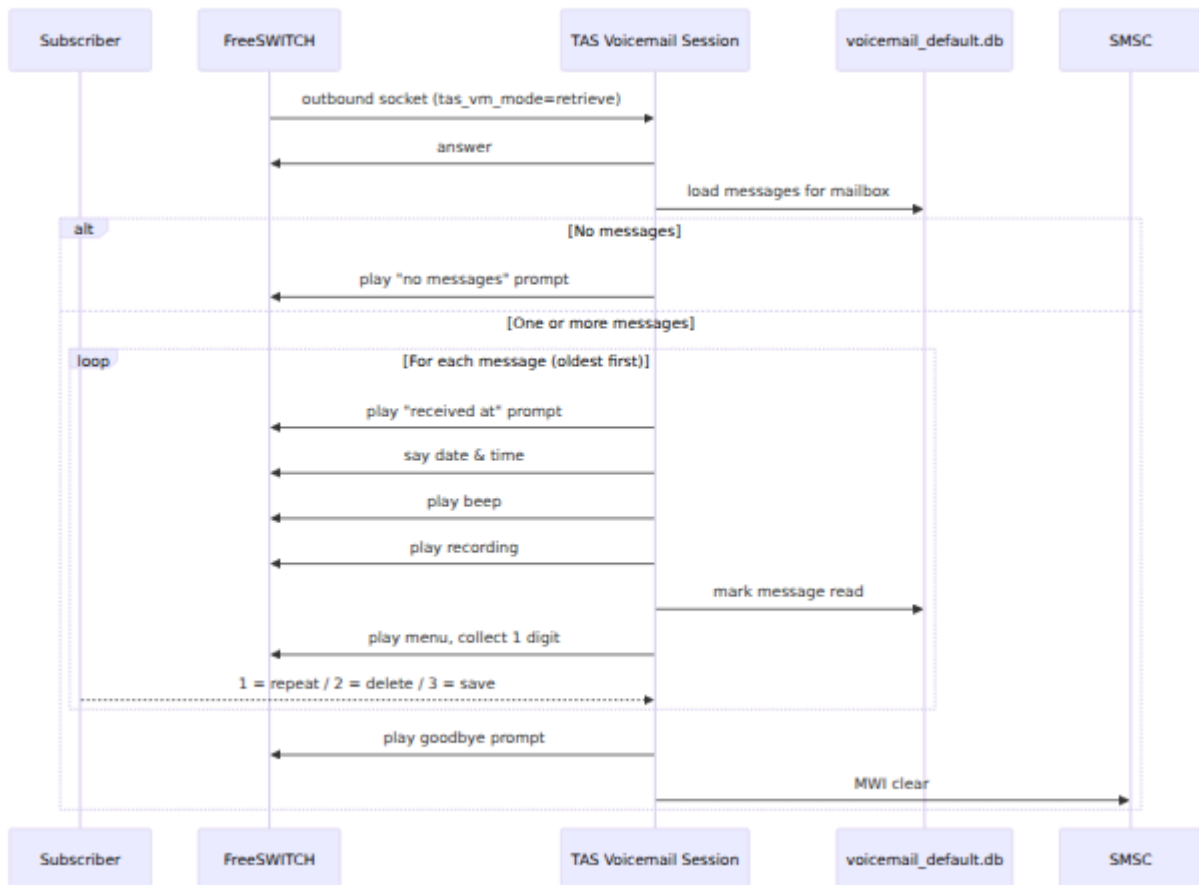 Subscriber
FreeSWITCH
TAS Voicemail Session
voicemail_default.db
SMSC
outbound socket (tas_vm_mode=retrieve)
answer
load messages for mailbox
alt
[No messages]
play "no messages" prompt
[One or more messages]
loop
[For each message (oldest first)]
play "received at" prompt
say date & time
play beep
play recording
mark message read
play menu, collect 1 digit
1 = repeat / 2 = delete / 3 = save
play goodbye prompt
MWI clear
Subscriber
FreeSWITCH
TAS Voicemail Session
voicemail_default.db
SMSC